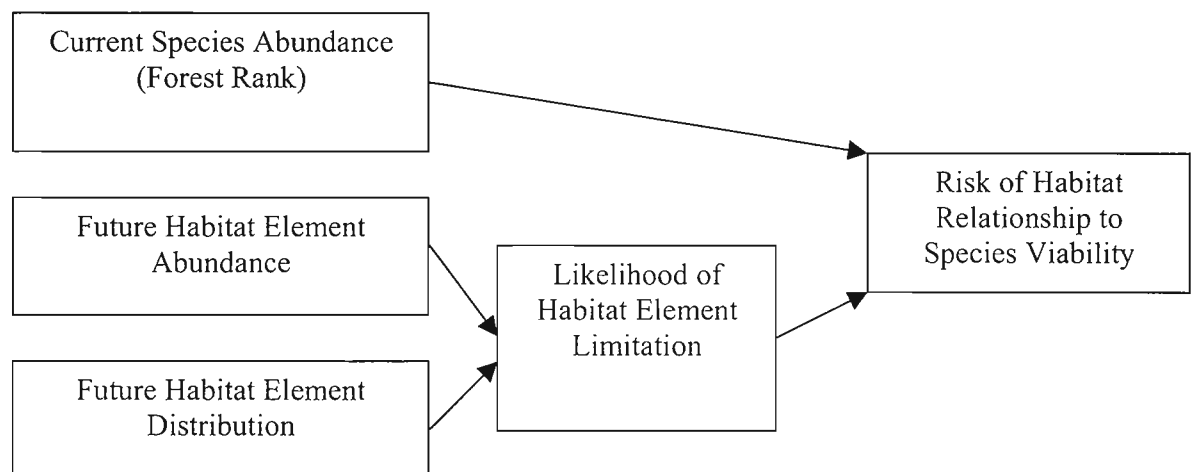 Current Species Abundance
(Forest Rank)
Future Habitat Element
Abundance
Future Habitat Element
Distribution
Likelihood of
Habitat Element
Limitation
Risk of Habitat
Relationship to
Species Viability